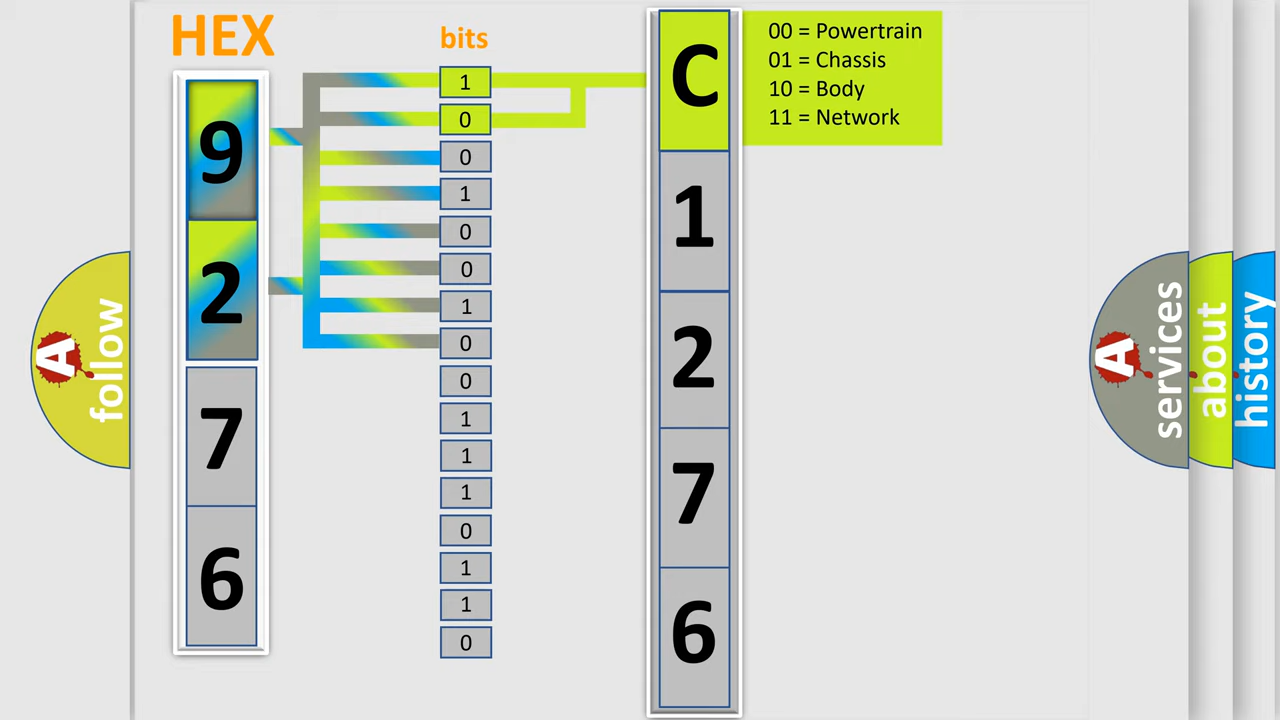 HEX
bits
9
2
7
6
1
0
0
1
0
0
1
0
0
1
1
1
0
1
1
0
C
1
2
7
6
00 = Powertrain
01 = Chassis
10 = Body
11 = Network
A
follow
A
services
about
history